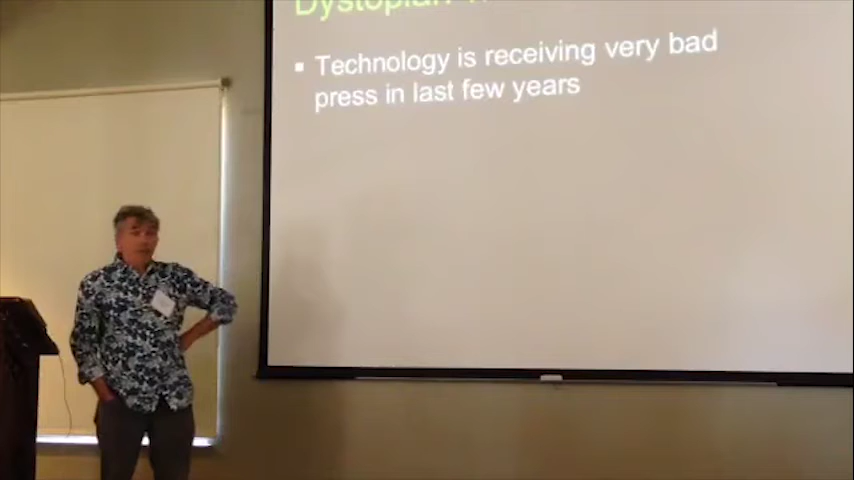 Dystopian
▪ Technology is receiving very bad
press in last few years